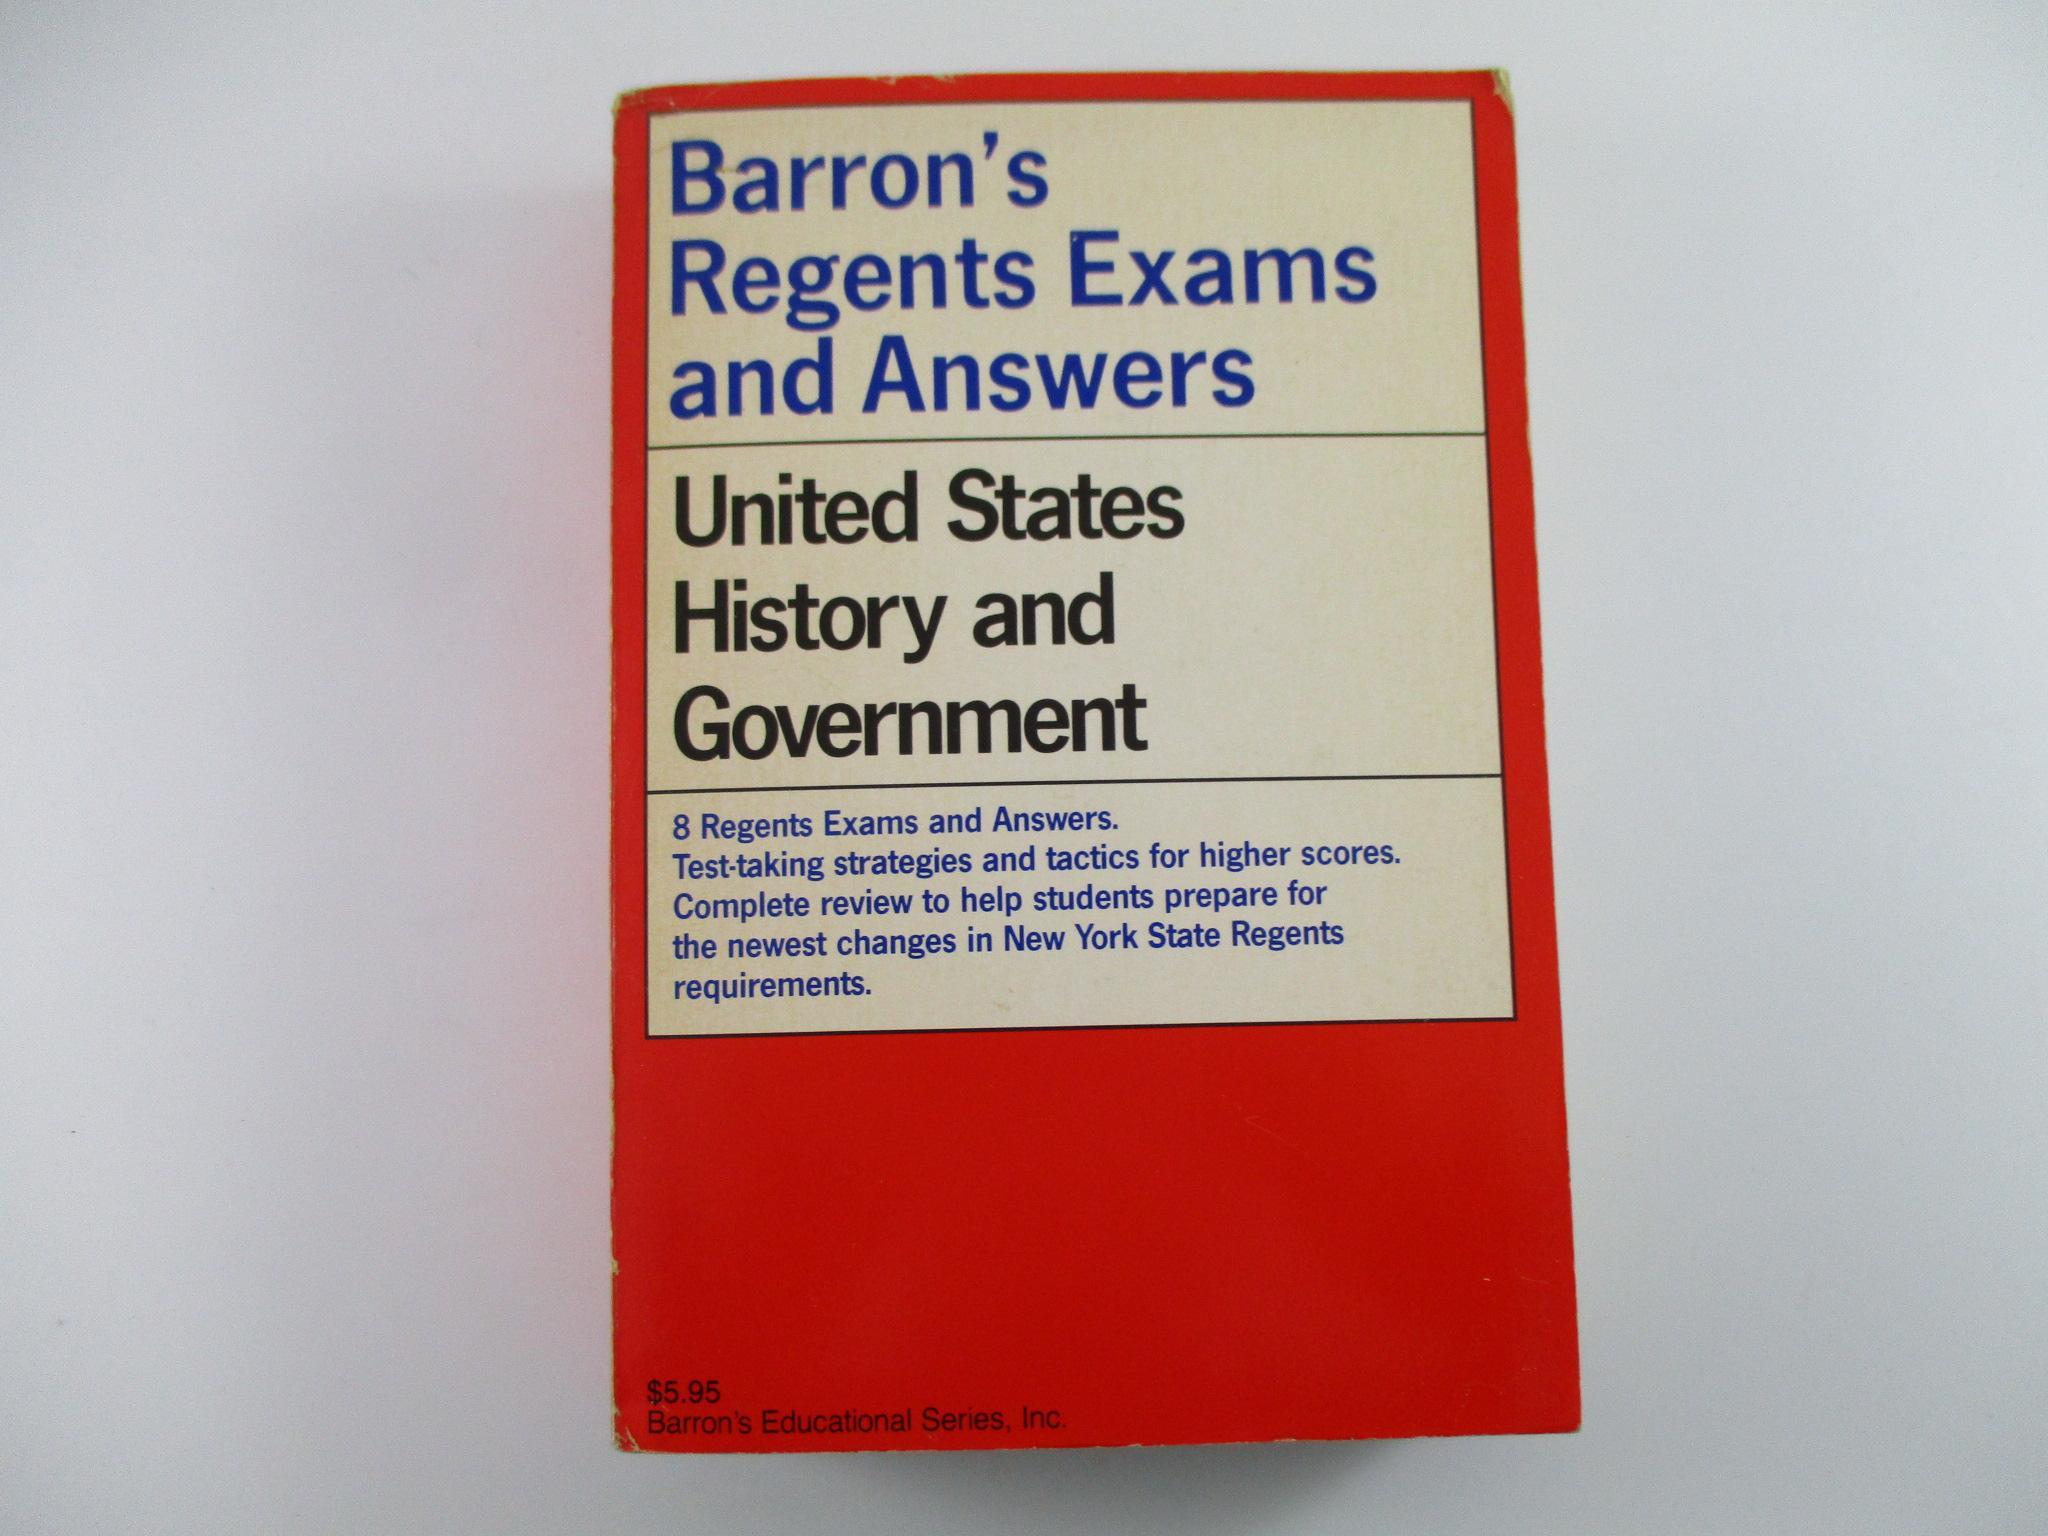 Barron's
Regents Exams
and Answers
United States
History and
Government
8 Regents Exams and Answers.
Test-taking strategies and tactics for higher scores.
Complete review to help students prepare for
the newest changes in New York State Regents
requirements.
$5.95
Barron's Educational Series, Inc.